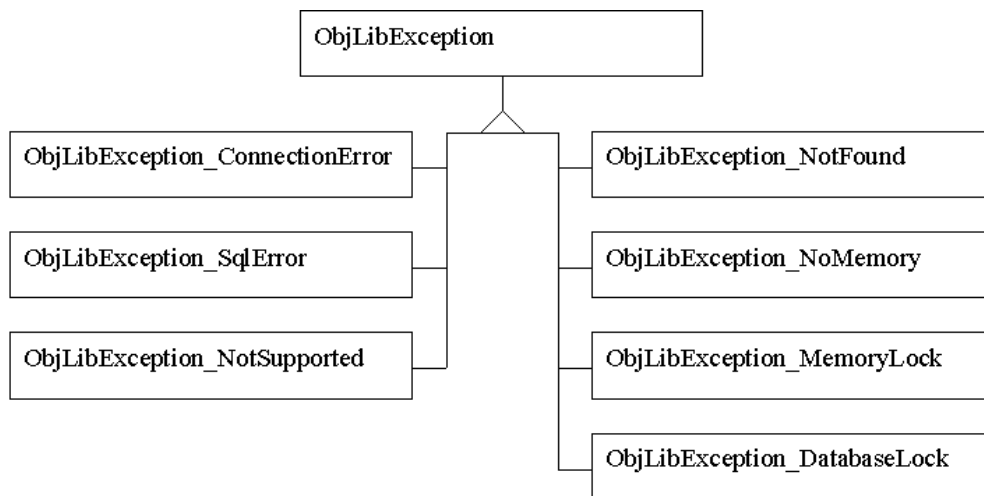 ObjLibException
ObjLibException_ConnectionError
ObjLibException_NotFound
ObjLibException_SqlError
ObjLibException_NoMemory
ObjLibException_NotSupported
ObjLibException_MemoryLock
ObjLibException_DatabaseLock